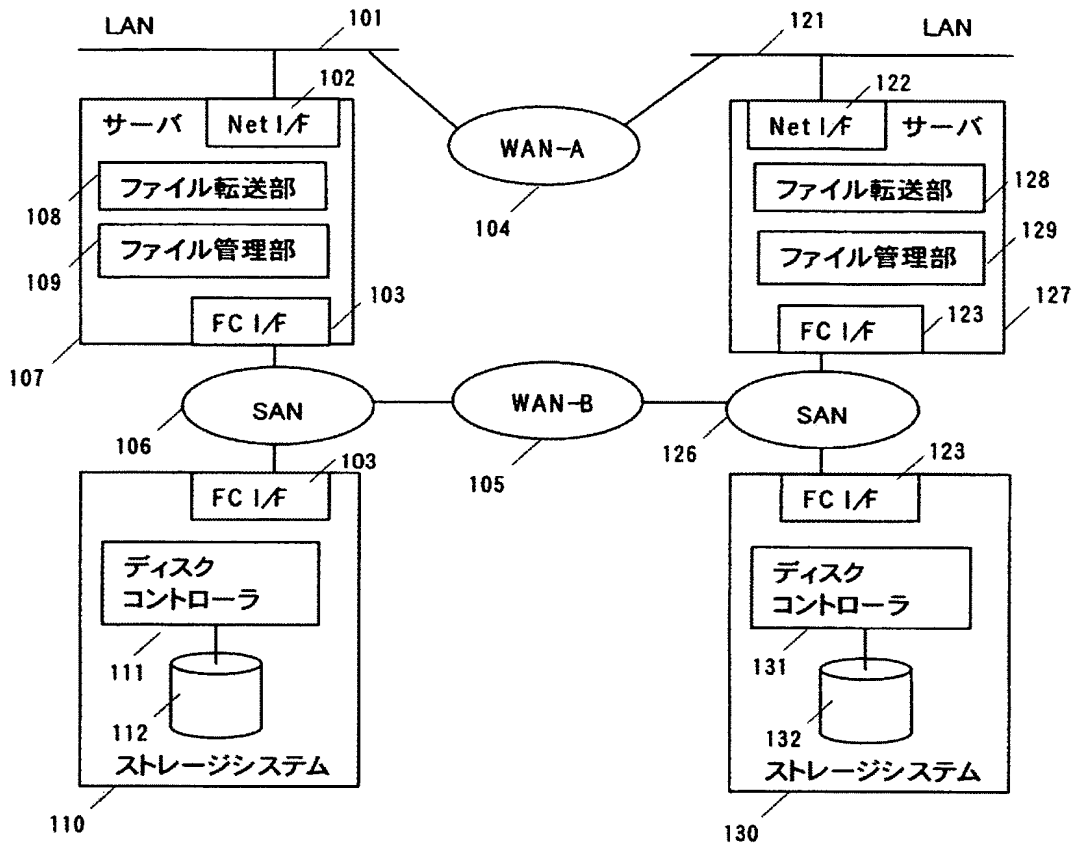 LAN
101
121
LAN
102
サーバ
Net I/F
122
Net I/F
サーバ
WAN-A
104
108
ファイル転送部
ファイル転送部
128
109
ファイル管理部
ファイル管理部
129
103
FC I/F
107
123
FC I/F
127
SAN
106
WAN-B
105
SAN
126
103
FC I/F
123
FC I/F
ディスク
コントローラ
111
112
ストレージシステム
110
ディスク
コントローラ
131
132
ストレージシステム
130